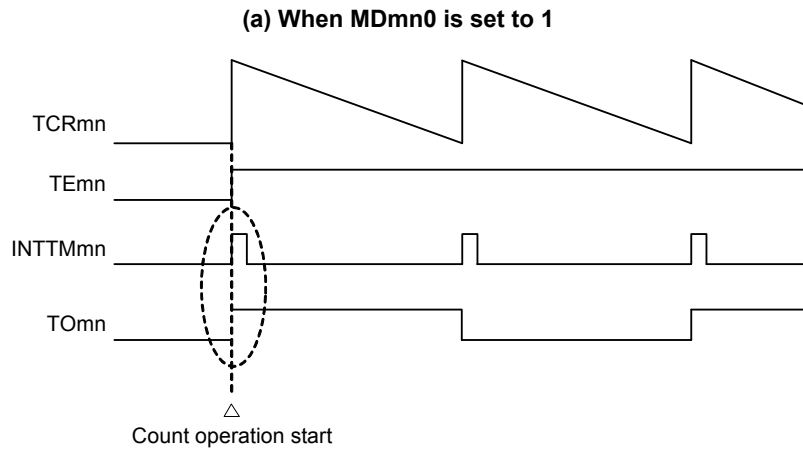 (a) When MDmn0 is set to 1
TCRmn
TEmn
INTTMmn
TOmn
Count operation start